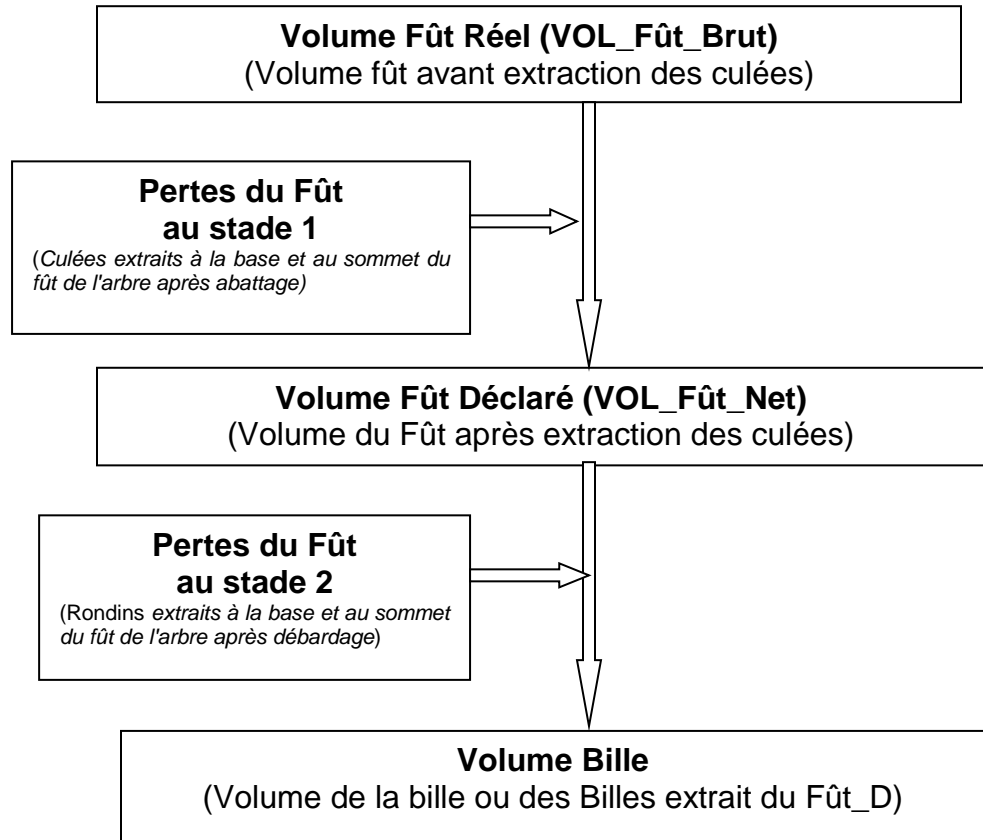 Volume Fût Réel (VOL_Fût_Brut)
(Volume fût avant extraction des culées)
Pertes du Fût
au stade 1
(Culées extraits à la base et au sommet du
fût de l'arbre après abattage)
Volume Fût Déclaré (VOL_Fût_Net)
(Volume du Fût après extraction des culées)
Pertes du Fût
au stade 2
(Rondins extraits à la base et au sommet
du fût de l'arbre après débardage)
Volume Bille
(Volume de la bille ou des Billes extrait du Fût_D)